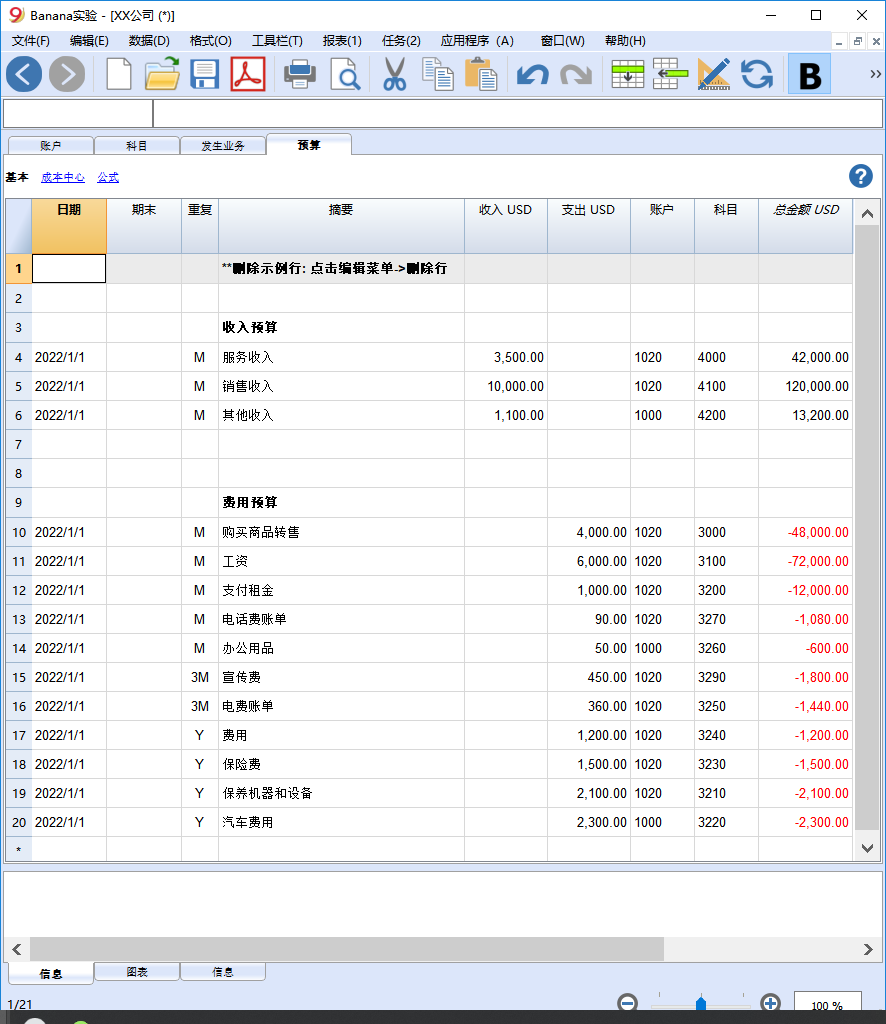 Banana实验 - [XX公司 (*)]
文件(F) 编辑(E) 数据(D) 格式(O) 工具栏(T) 报表(1) 任务(2) 应用程序 (A) 窗口(W) 帮助(H)
B »
账户 科目 发生业务 预算
基本 成本中心 公式 ?
日期 期末 重复 摘要 收入 USD 支出 USD 账户 科目 总金额 USD
1 **删除示例行: 点击编辑菜单->删除行
2
3 收入预算
4 2022/1/1 M 服务收入 3,500.00 1020 4000 42,000.00
5 2022/1/1 M 销售收入 10,000.00 1020 4100 120,000.00
6 2022/1/1 M 其他收入 1,100.00 1000 4200 13,200.00
7
8
9 费用预算
10 2022/1/1 M 购买商品转售 4,000.00 1020 3000 -48,000.00
11 2022/1/1 M 工资 6,000.00 1020 3100 -72,000.00
12 2022/1/1 M 支付租金 1,000.00 1020 3200 -12,000.00
13 2022/1/1 M 电话费账单 90.00 1020 3270 -1,080.00
14 2022/1/1 M 办公用品 50.00 1000 3260 -600.00
15 2022/1/1 3M 宣传费 450.00 1020 3290 -1,800.00
16 2022/1/1 3M 电费账单 360.00 1020 3250 -1,440.00
17 2022/1/1 Y 费用 1,200.00 1020 3240 -1,200.00
18 2022/1/1 Y 保险费 1,500.00 1020 3230 -1,500.00
19 2022/1/1 Y 保养机器和设备 2,100.00 1020 3210 -2,100.00
20 2022/1/1 Y 汽车费用 2,300.00 1000 3220 -2,300.00
*
信息 图表 信息
1/21 100 %